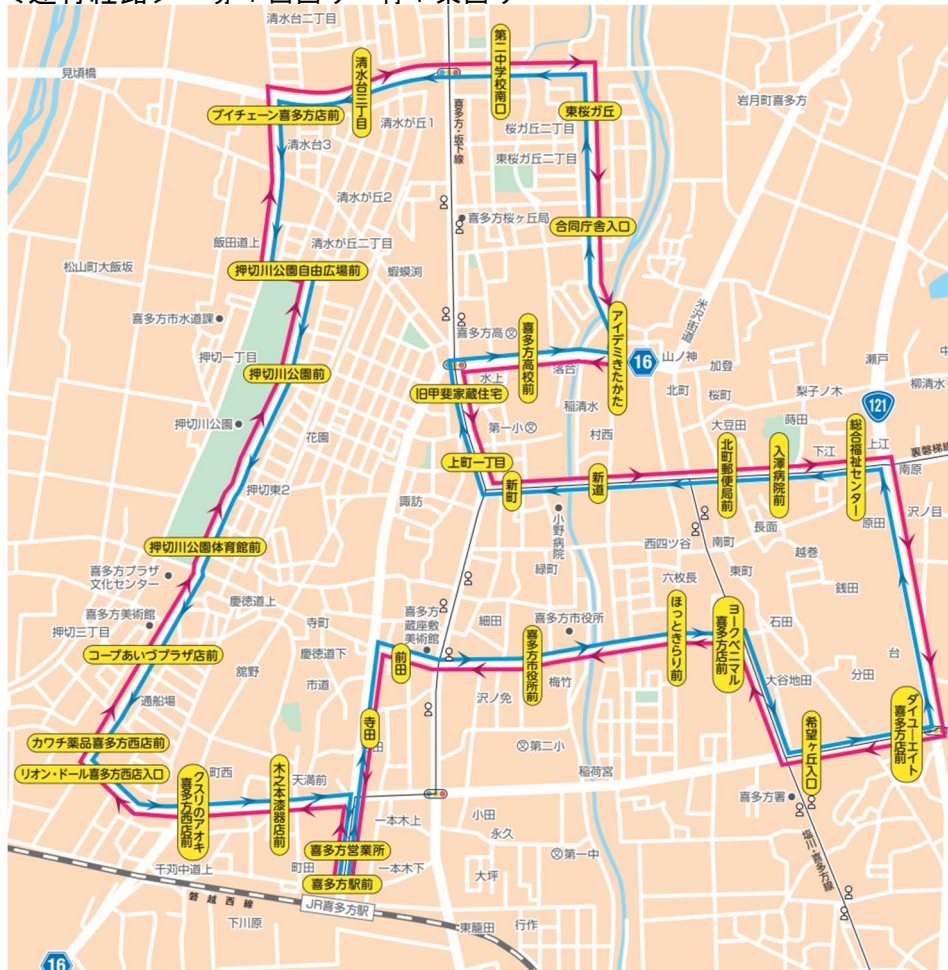 清水台二丁目
見頃橋
清水台三丁目
第二中学校南口
ブイチェーン喜多方店前
清水が丘1
喜多方・坂下線
東桜ガ丘
岩月町喜多方
桜ガ丘二丁目
清水台3
東桜ガ丘二丁目
清水が丘2
喜多方桜ヶ丘局
合同庁舎入口
飯田道上
清水が丘二丁目
押切川公園自由広場前
松山町大飯坂
蝦蟆渕
喜多方市水道課
アイデミきたかた
米沢街道
喜多方高
喜多方高校前
押切一丁目
押切川公園前
水上
落合
16
山ノ神
加登
瀬戸
北町
桜町
梨子ノ木
柳清水
旧甲斐家蔵住宅
稲清水
121
押切川公園
花園
第一小
村西
大豆田
蒔田
下江
上江
総合福祉センター
裏磐梯線
上町一丁目
北町郵便局前
入澤病院前
南原
押切東2
新町
新道
諏訪
小野病院
沢ノ目
原田
長面
押切川公園体育館前
西四ツ谷
南町
越巻
喜多方プラザ
文化センター
緑町
六枚長
東町
銭田
慶徳道上
喜多方美術館
喜多方
蔵座敷
美術館
細田
喜多方市役所
ほっときらり前
ヨークベニマル
喜多方店前
石田
寺町
押切三丁目
コープあいづプラザ店前
慶徳道下
前田
喜多方市役所前
台
舘野
市道
沢ノ免
梅竹
大谷地田
分田
通船場
ダイユーエイト
喜多方店前
希望ヶ丘入口
カワチ薬品喜多方西店前
寺田
第二小
リオン・ドール喜多方西店入口
町西
天満前
稲荷宮
クスリのアオキ
喜多方西店前
木之本漆器店前
喜多方署
一本木上
小田
永久
塩川・喜多方線
喜多方営業所
千苅中道上
町田
一本木下
第一中
喜多方駅前
大坪
磐越西線
JR喜多方駅
下川原
東龍田
行作
16